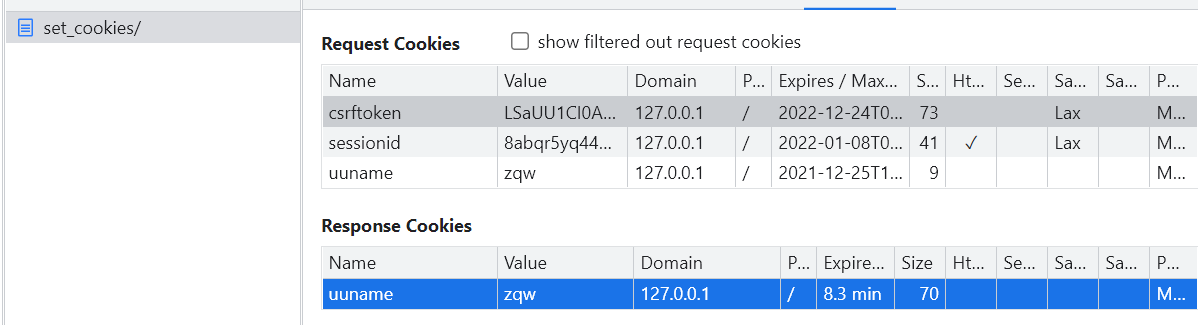 set_cookies/
Request Cookies show filtered out request cookies
Name Value Domain P... Expires / Max... S... Ht... Se... Sa... Sa... P...
csrftoken LSaUU1CI0A... 127.0.0.1 / 2022-12-24T0... 73 Lax M...
sessionid 8abqr5yq44... 127.0.0.1 / 2022-01-08T0... 41 ✓ Lax M...
uuname zqw 127.0.0.1 / 2021-12-25T1... 9 M...
Response Cookies
Name Value Domain P... Expire... Size Ht... Se... Sa... Sa... P...
uuname zqw 127.0.0.1 / 8.3 min 70 M...